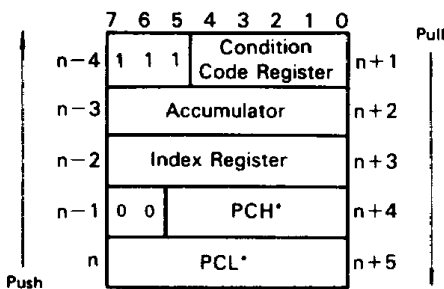 7 6 5 4 3 2 1 0
Pull
n-4 1 1 1 Condition Code Register n+1
n-3 Accumulator n+2
n-2 Index Register n+3
n-1 0 0 PCH* n+4
n PCL* n+5
Push